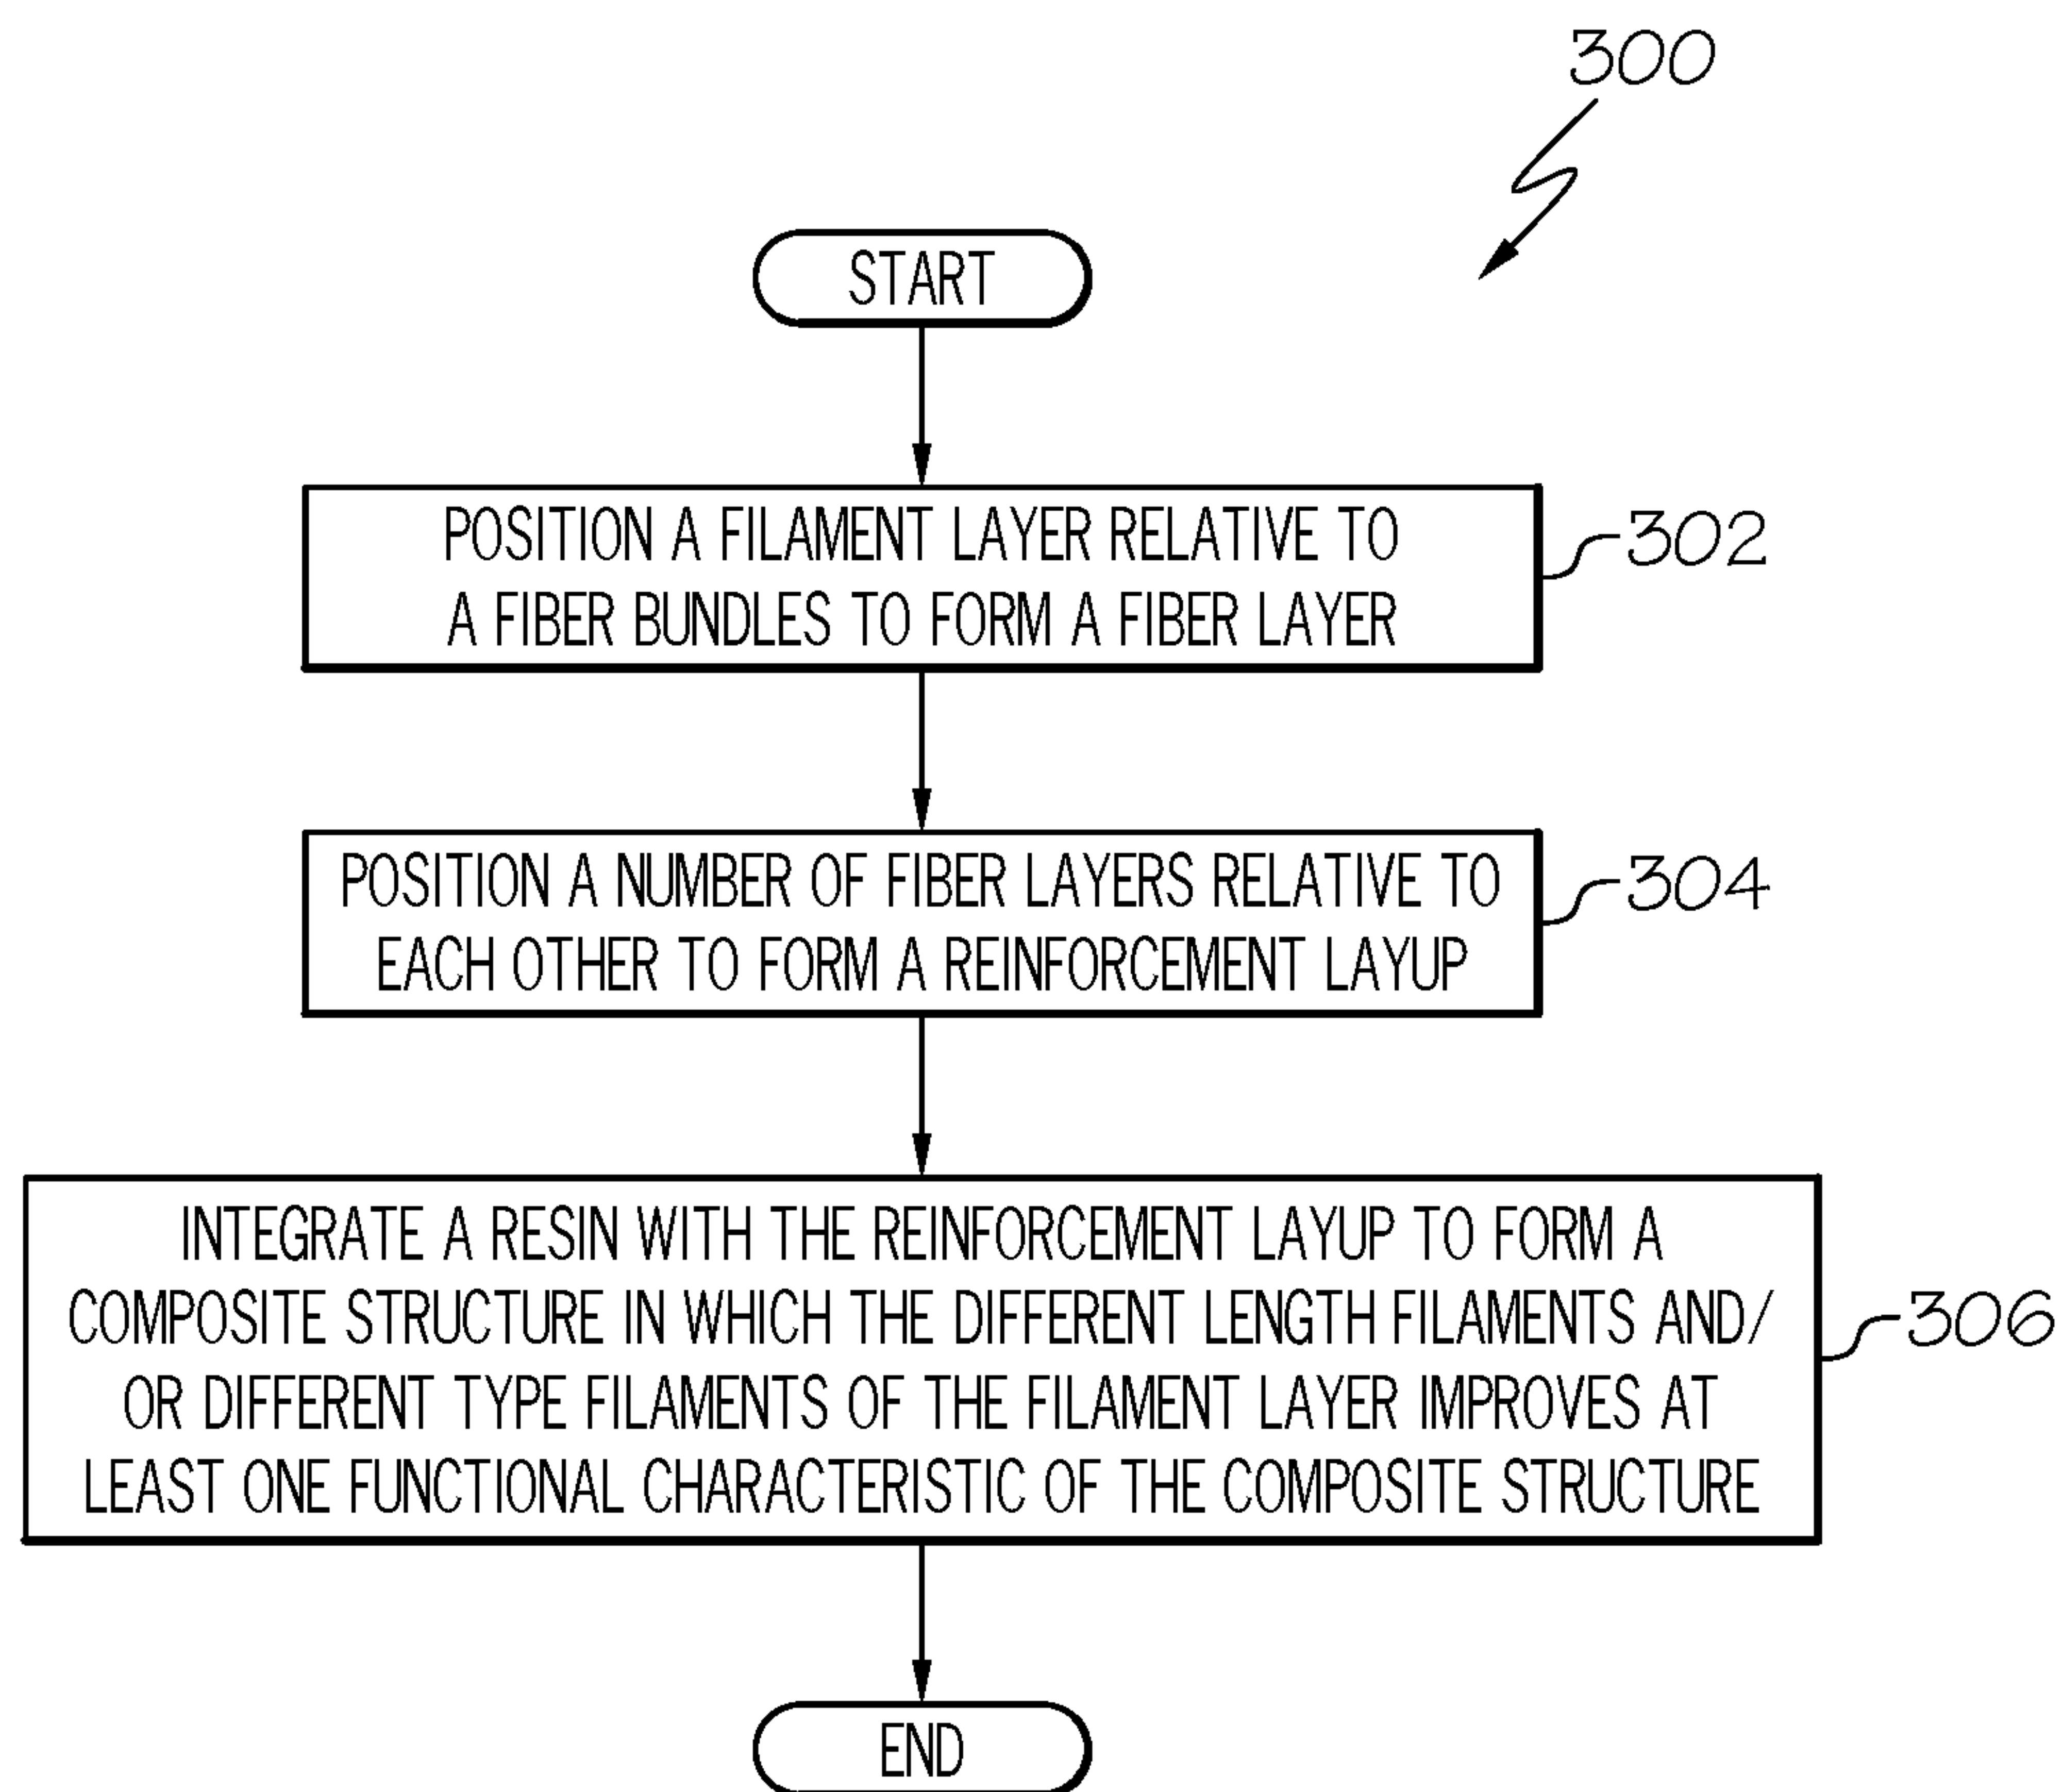 300
START
POSITION A FILAMENT LAYER RELATIVE TO
A FIBER BUNDLES TO FORM A FIBER LAYER
302
POSITION A NUMBER OF FIBER LAYERS RELATIVE TO
EACH OTHER TO FORM A REINFORCEMENT LAYUP
304
INTEGRATE A RESIN WITH THE REINFORCEMENT LAYUP TO FORM A
COMPOSITE STRUCTURE IN WHICH THE DIFFERENT LENGTH FILAMENTS AND/
OR DIFFERENT TYPE FILAMENTS OF THE FILAMENT LAYER IMPROVES AT
LEAST ONE FUNCTIONAL CHARACTERISTIC OF THE COMPOSITE STRUCTURE
306
END